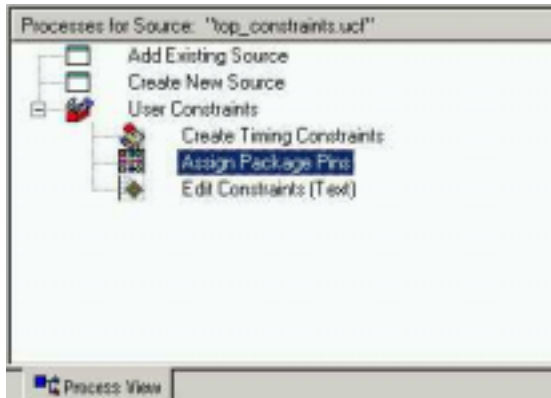 Processes for Source: "top_constraints.ucf"
Add Existing Source
Create New Source
User Constraints
Create Timing Constraints
Assign Package Pins
Edit Constraints (Text)
Process View